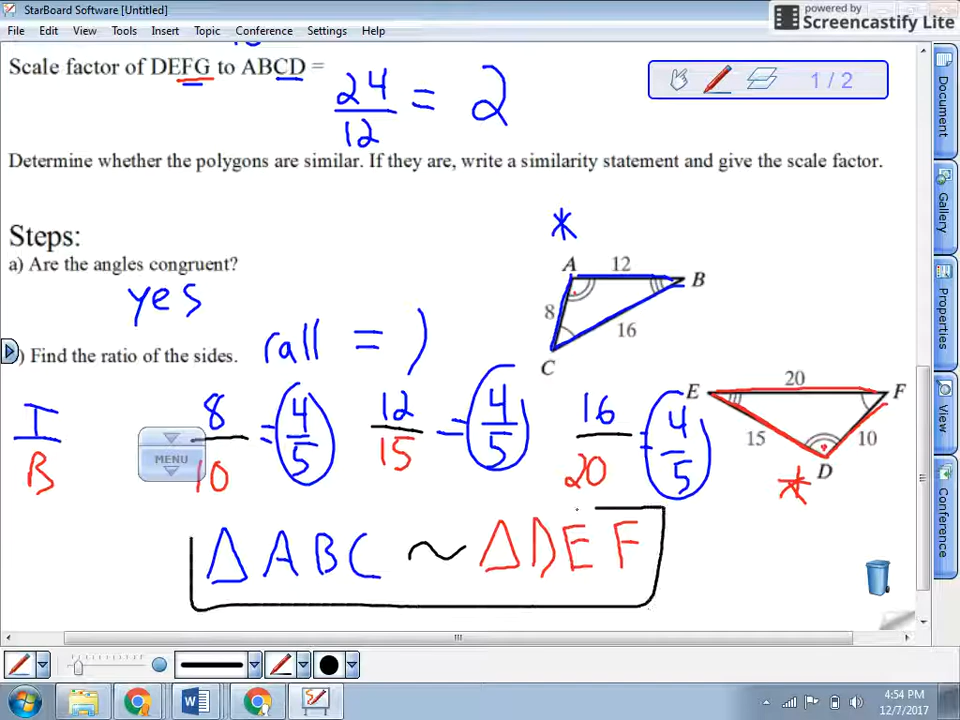 StarBoard Software [Untitled]
powered by
Screencastify Lite
File Edit View Tools Insert Topic Conference Settings Help
Scale factor of DEFG to ABCD =
24
12
= 2
1 / 2
Determine whether the polygons are similar. If they are, write a similarity statement and give the scale factor.
Steps:
*
a) Are the angles congruent?
yes
A 12 B
8
16
C
) Find the ratio of the sides.
(all = )
E 20 F
15 10
D
*
I
B
8
10
= 4
5
12
15
= 4
5
16
20
= 4
5
MENU
Δ ABC ~ Δ DEF
Document
Gallery
Properties
View
Conference
4:54 PM
12/7/2017